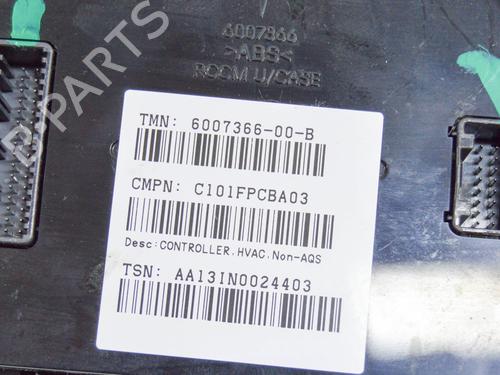 6007366
>ABS<
ROOM U/CASE
TMN: 6007366-00-B
CMPN: C101FPCBA03
Desc:CONTROLLER.HVAC.Non-AQS
TSN: AA13IN0024403
B-PARTS